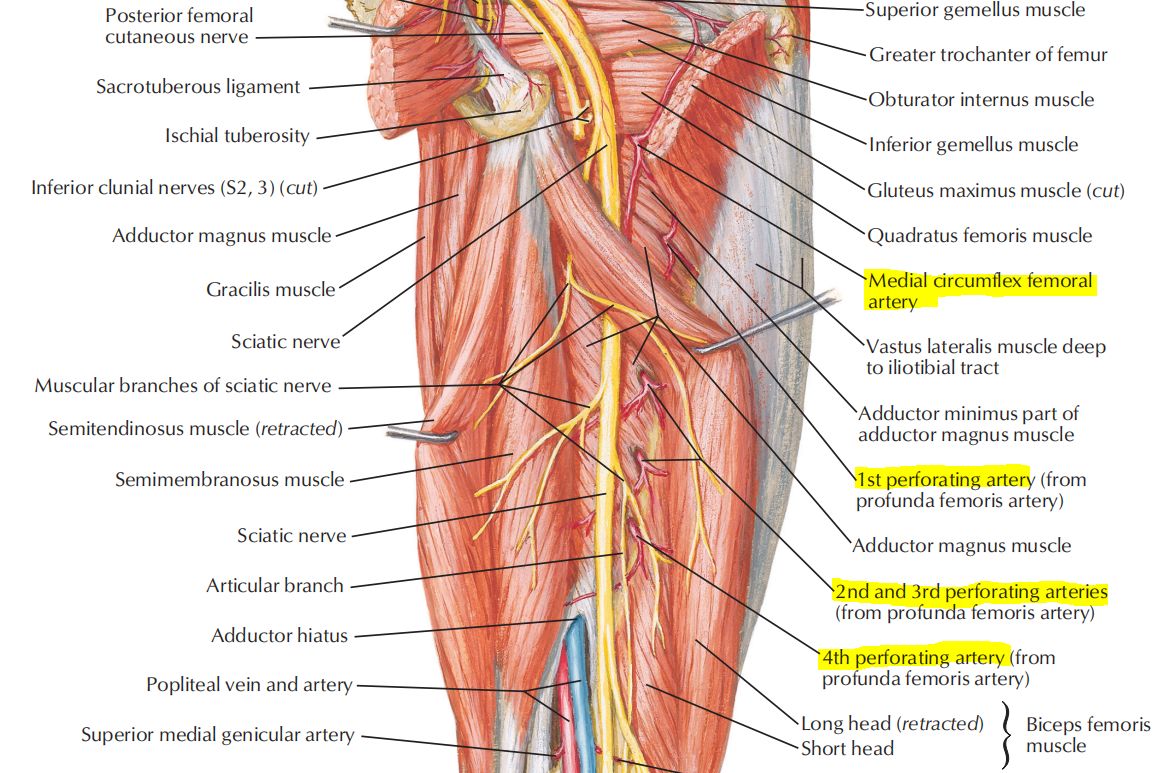 Posterior femoral
cutaneous nerve
Sacrotuberous ligament
Ischial tuberosity
Inferior clunial nerves (S2, 3) (cut)
Adductor magnus muscle
Gracilis muscle
Sciatic nerve
Muscular branches of sciatic nerve
Semitendinosus muscle (retracted)
Semimembranosus muscle
Sciatic nerve
Articular branch
Adductor hiatus
Popliteal vein and artery
Superior medial genicular artery
Superior gemellus muscle
Greater trochanter of femur
Obturator internus muscle
Inferior gemellus muscle
Gluteus maximus muscle (cut)
Quadratus femoris muscle
Medial circumflex femoral
artery
Vastus lateralis muscle deep
to iliotibial tract
Adductor minimus part of
adductor magnus muscle
1st perforating artery (from
profunda femoris artery)
Adductor magnus muscle
2nd and 3rd perforating arteries
(from profunda femoris artery)
4th perforating artery (from
profunda femoris artery)
Long head (retracted)
Short head
Biceps femoris
muscle